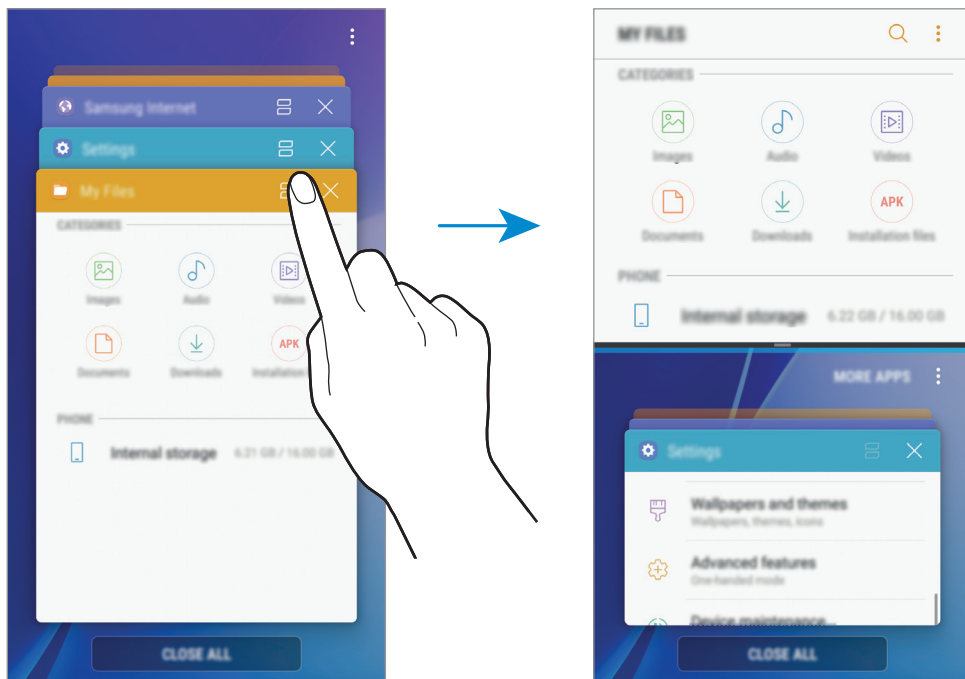 Samsung Internet
Settings
My Files
CATEGORIES
Images
Audio
Videos
Documents
Downloads
Installation
APK
PHONE
Internal storage
6.21 GB / 16.00 GB
CLOSE ALL
MY FILES
CATEGORIES
Images
Audio
Videos
APK
Documents
Downloads
Installation files
PHONE
Internal storage
6.22 GB / 16.00 GB
MORE APPS
Settings
Wallpapers and themes
Wallpapers, themes, icons
Advanced features
One-handed mode
Device maintenance...
CLOSE ALL